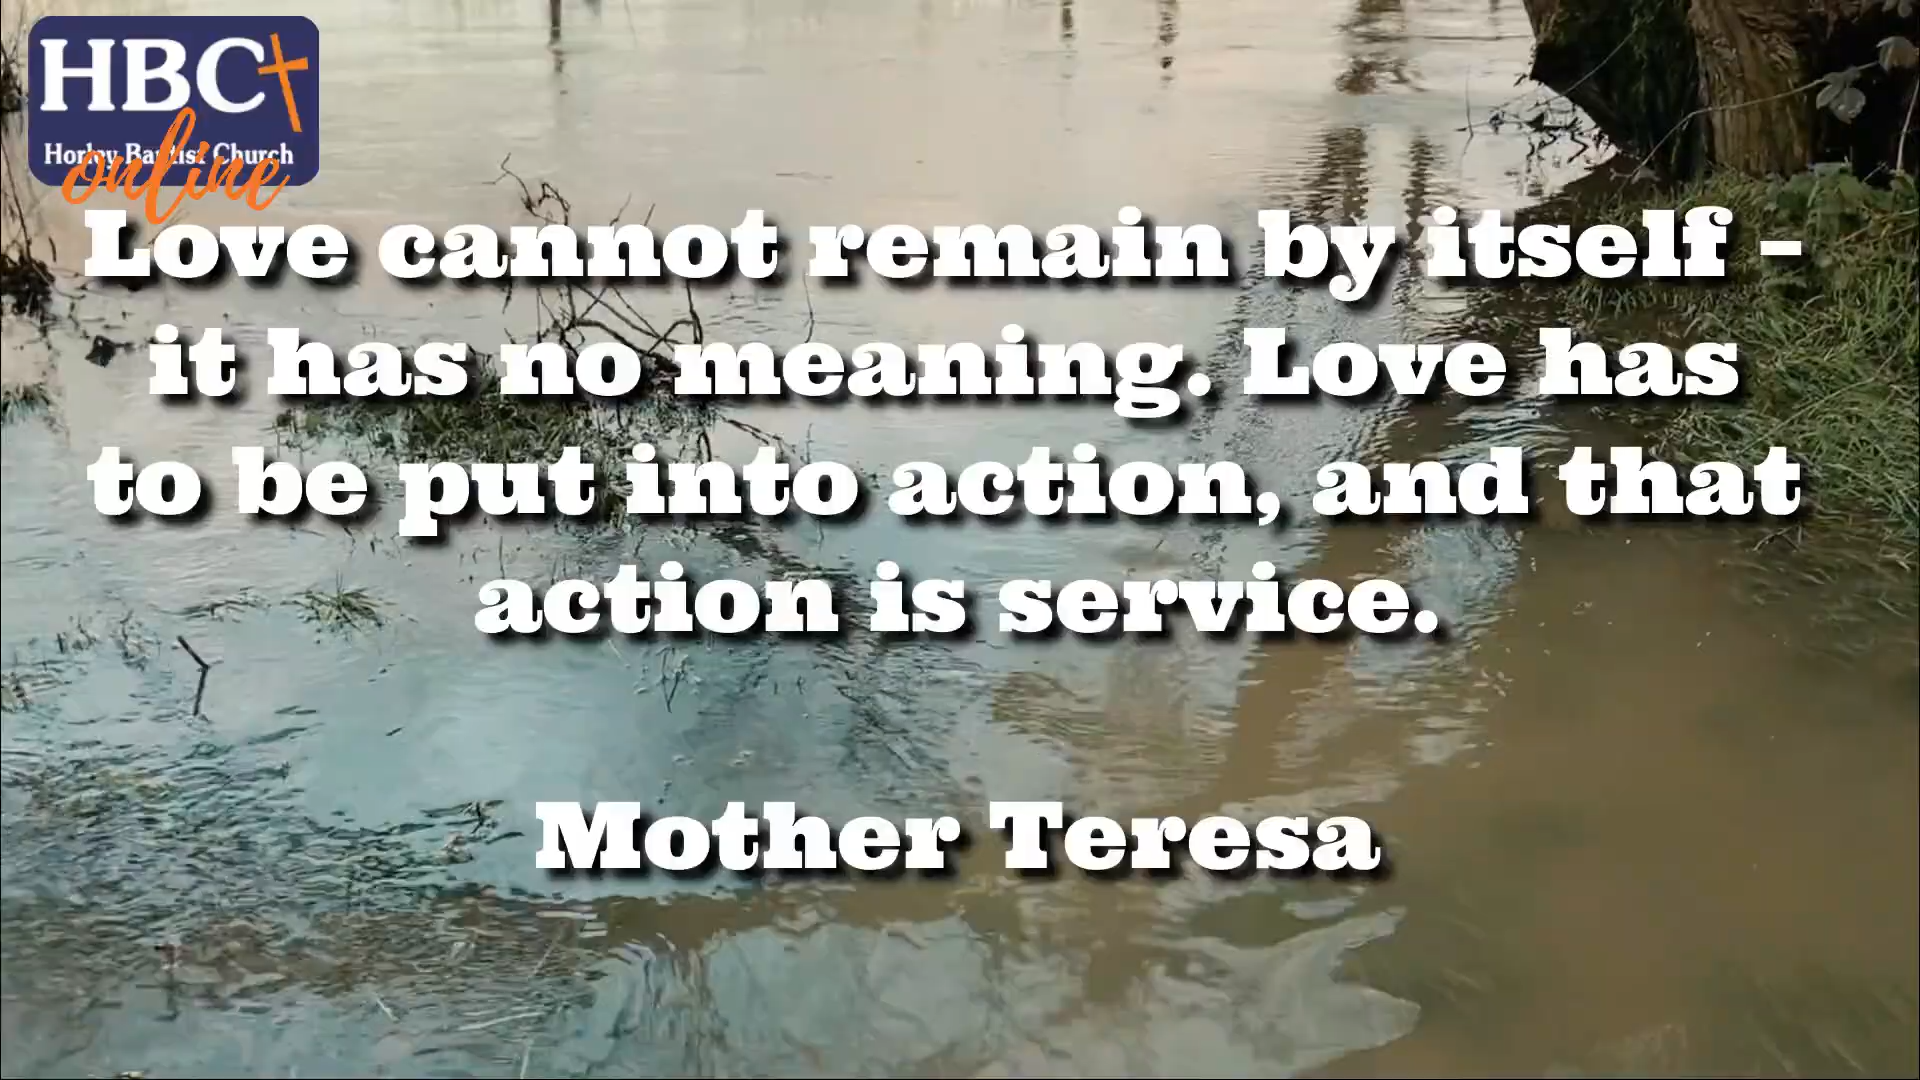 HBC
Horley Baptist Church
online
Love cannot remain by itself –
it has no meaning. Love has
to be put into action, and that
action is service.
Mother Teresa